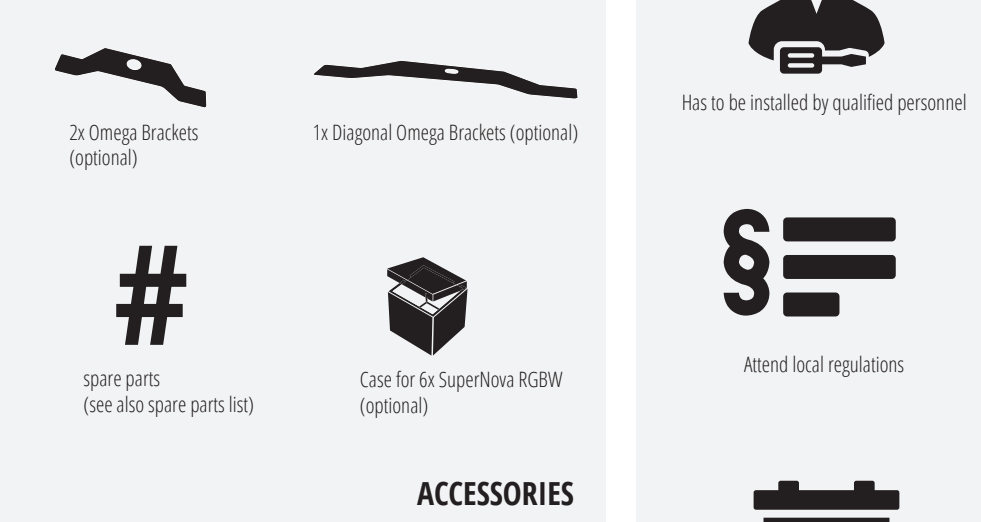 2x Omega Brackets
(optional)
1x Diagonal Omega Brackets (optional)
#
spare parts
(see also spare parts list)
Case for 6x SuperNova RGBW
(optional)
ACCESSORIES
Has to be installed by qualified personnel
§
Attend local regulations